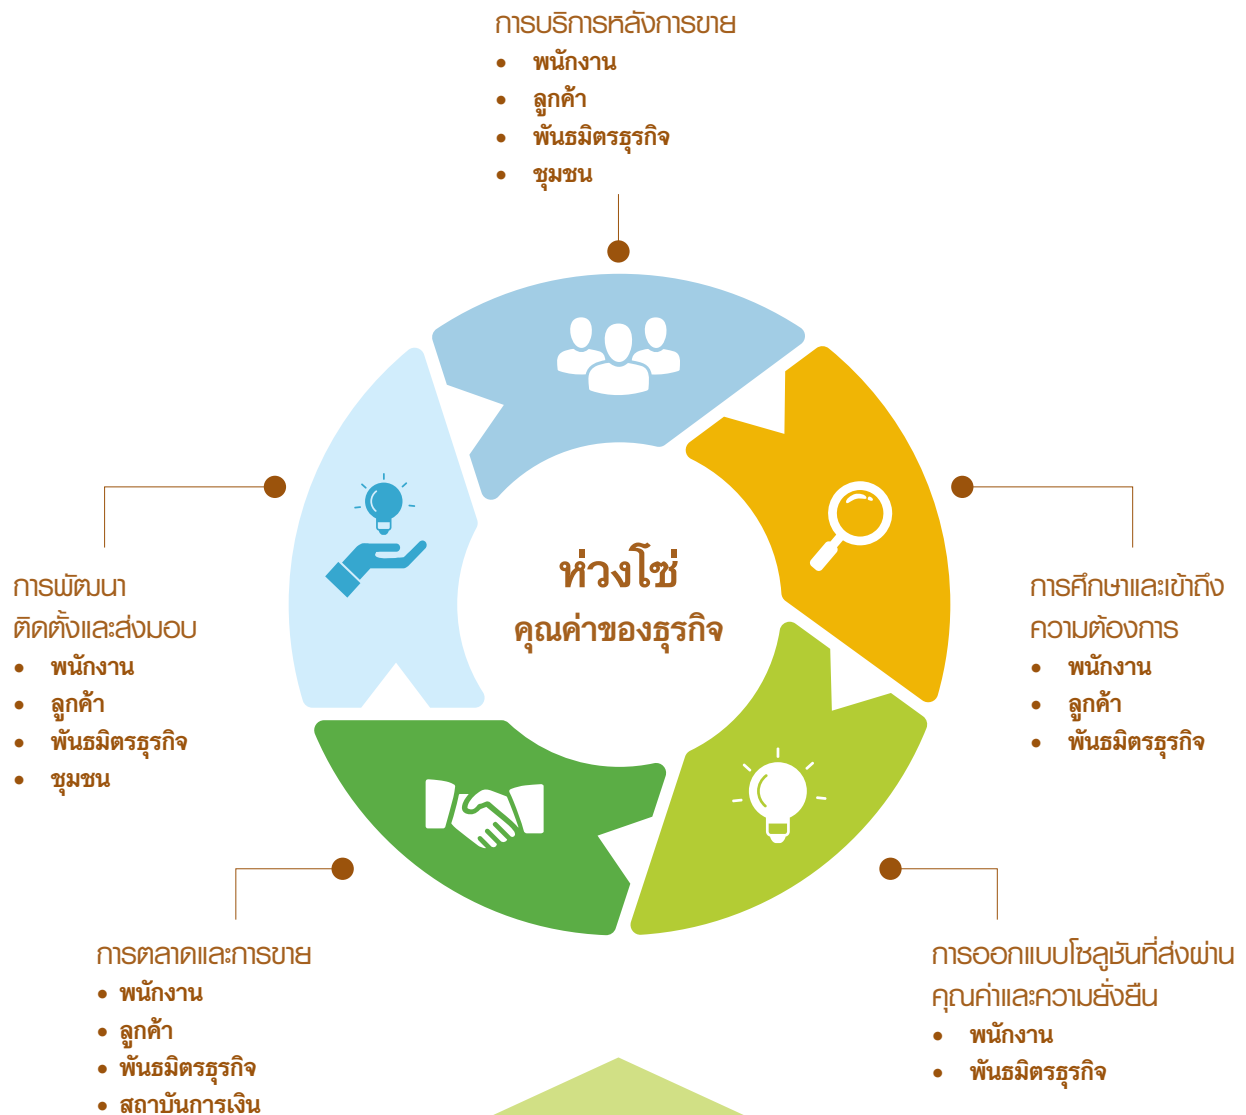 การบริการหลังการขาย
• พนักงาน
• ลูกค้า
• พันธมิตรธุรกิจ
• ชุมชน
ห่วงโซ่
คุณค่าของธุรกิจ
การศึกษาและเข้าถึง
ความต้องการ
• พนักงาน
• ลูกค้า
• พันธมิตรธุรกิจ
การออกแบบโซลูชันที่ส่งผ่าน
คุณค่าและความยั่งยืน
• พนักงาน
• พันธมิตรธุรกิจ
การตลาดและการขาย
• พนักงาน
• ลูกค้า
• พันธมิตรธุรกิจ
• สถาบันการเงิน
การพัฒนา
ติดตั้งและส่งมอบ
• พนักงาน
• ลูกค้า
• พันธมิตรธุรกิจ
• ชุมชน